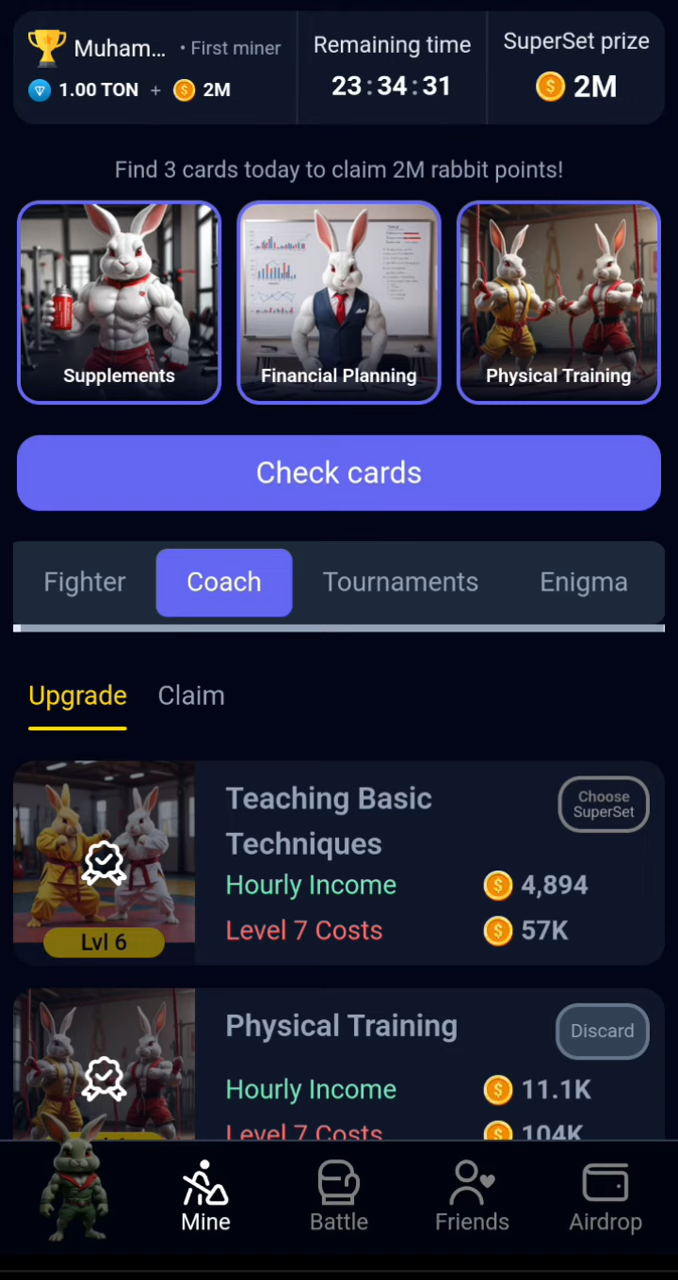 Muham... • First miner
1.00 TON + 2M
Remaining time
23:34:31
SuperSet prize
2M
Find 3 cards today to claim 2M rabbit points!
Supplements
Financial Planning
Physical Training
Check cards
Fighter
Coach
Tournaments
Enigma
Upgrade
Claim
Teaching Basic
Techniques
Choose
SuperSet
Hourly Income
4,894
Level 7 Costs
57K
Lvl 6
Physical Training
Discard
Hourly Income
11.1K
Level 7 Costs
104K
Mine
Battle
Friends
Airdrop